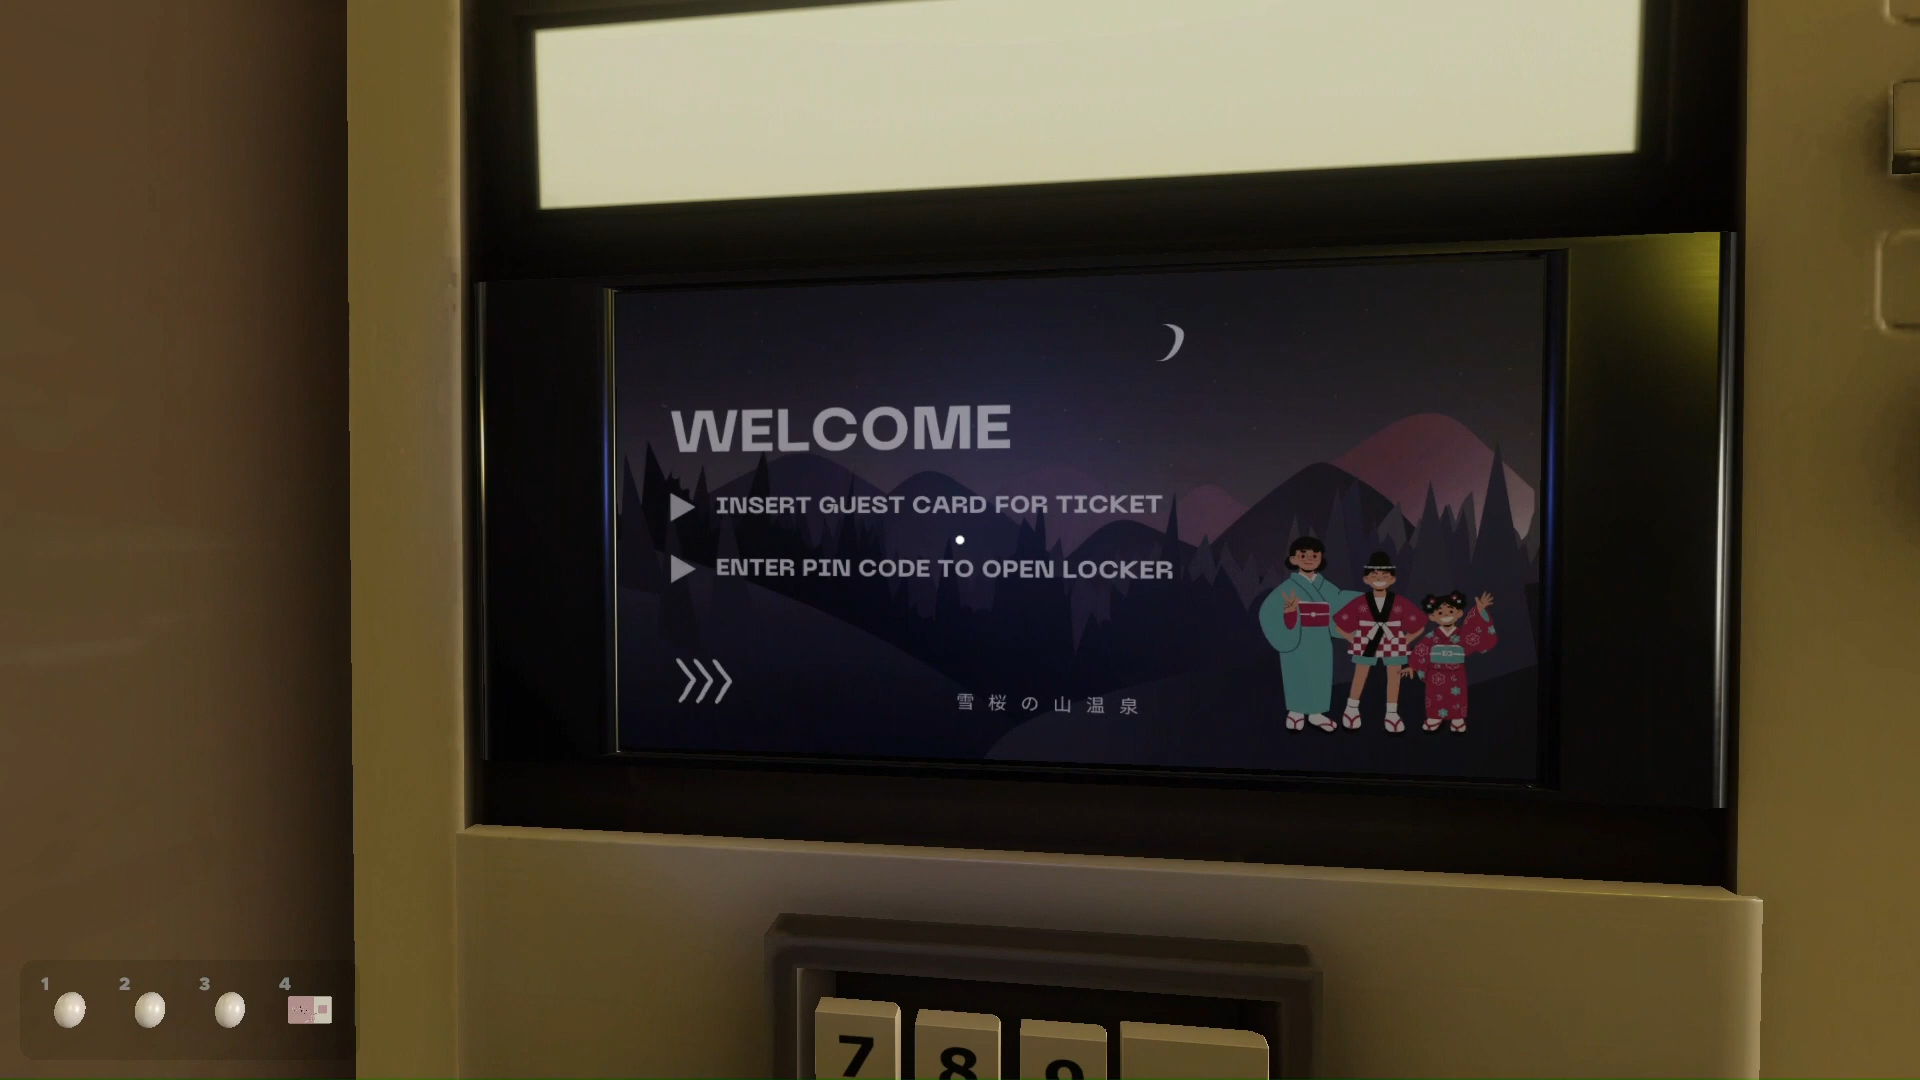 WELCOME
INSERT GUEST CARD FOR TICKET
ENTER PIN CODE TO OPEN LOCKER
雪桜の山温泉
7 8 9
1 2 3 4